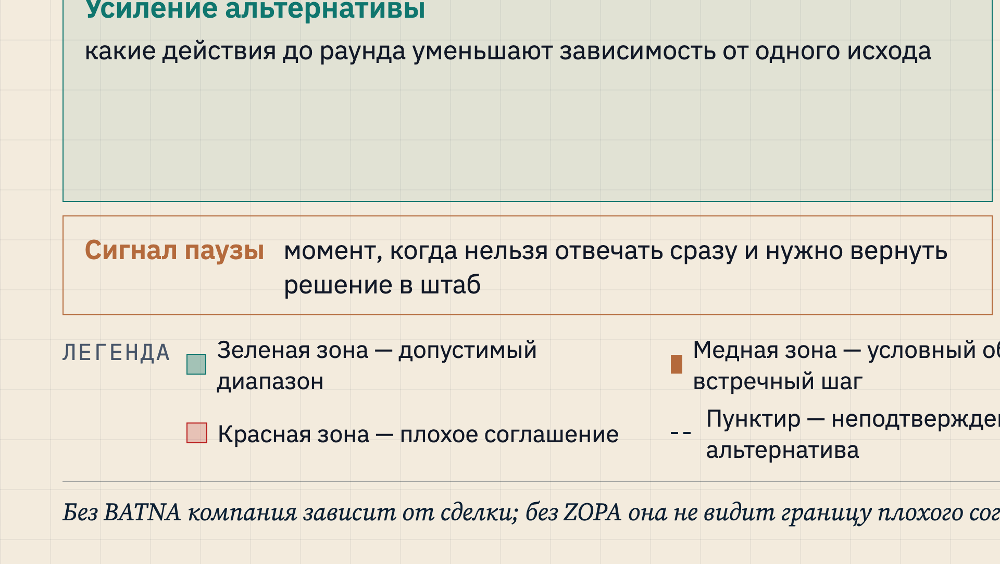 Усиление альтернативы
какие действия до раунда уменьшают зависимость от одного исхода
Сигнал паузы момент, когда нельзя отвечать сразу и нужно вернуть
решение в штаб
ЛЕГЕНДА
Зеленая зона — допустимый
диапазон
Медная зона — условный
встречный шаг
Красная зона — плохое соглашение
Пунктир —
альтернатива
Без BATNA компания зависит от сделки; без ZOPA она не видит границу плохого